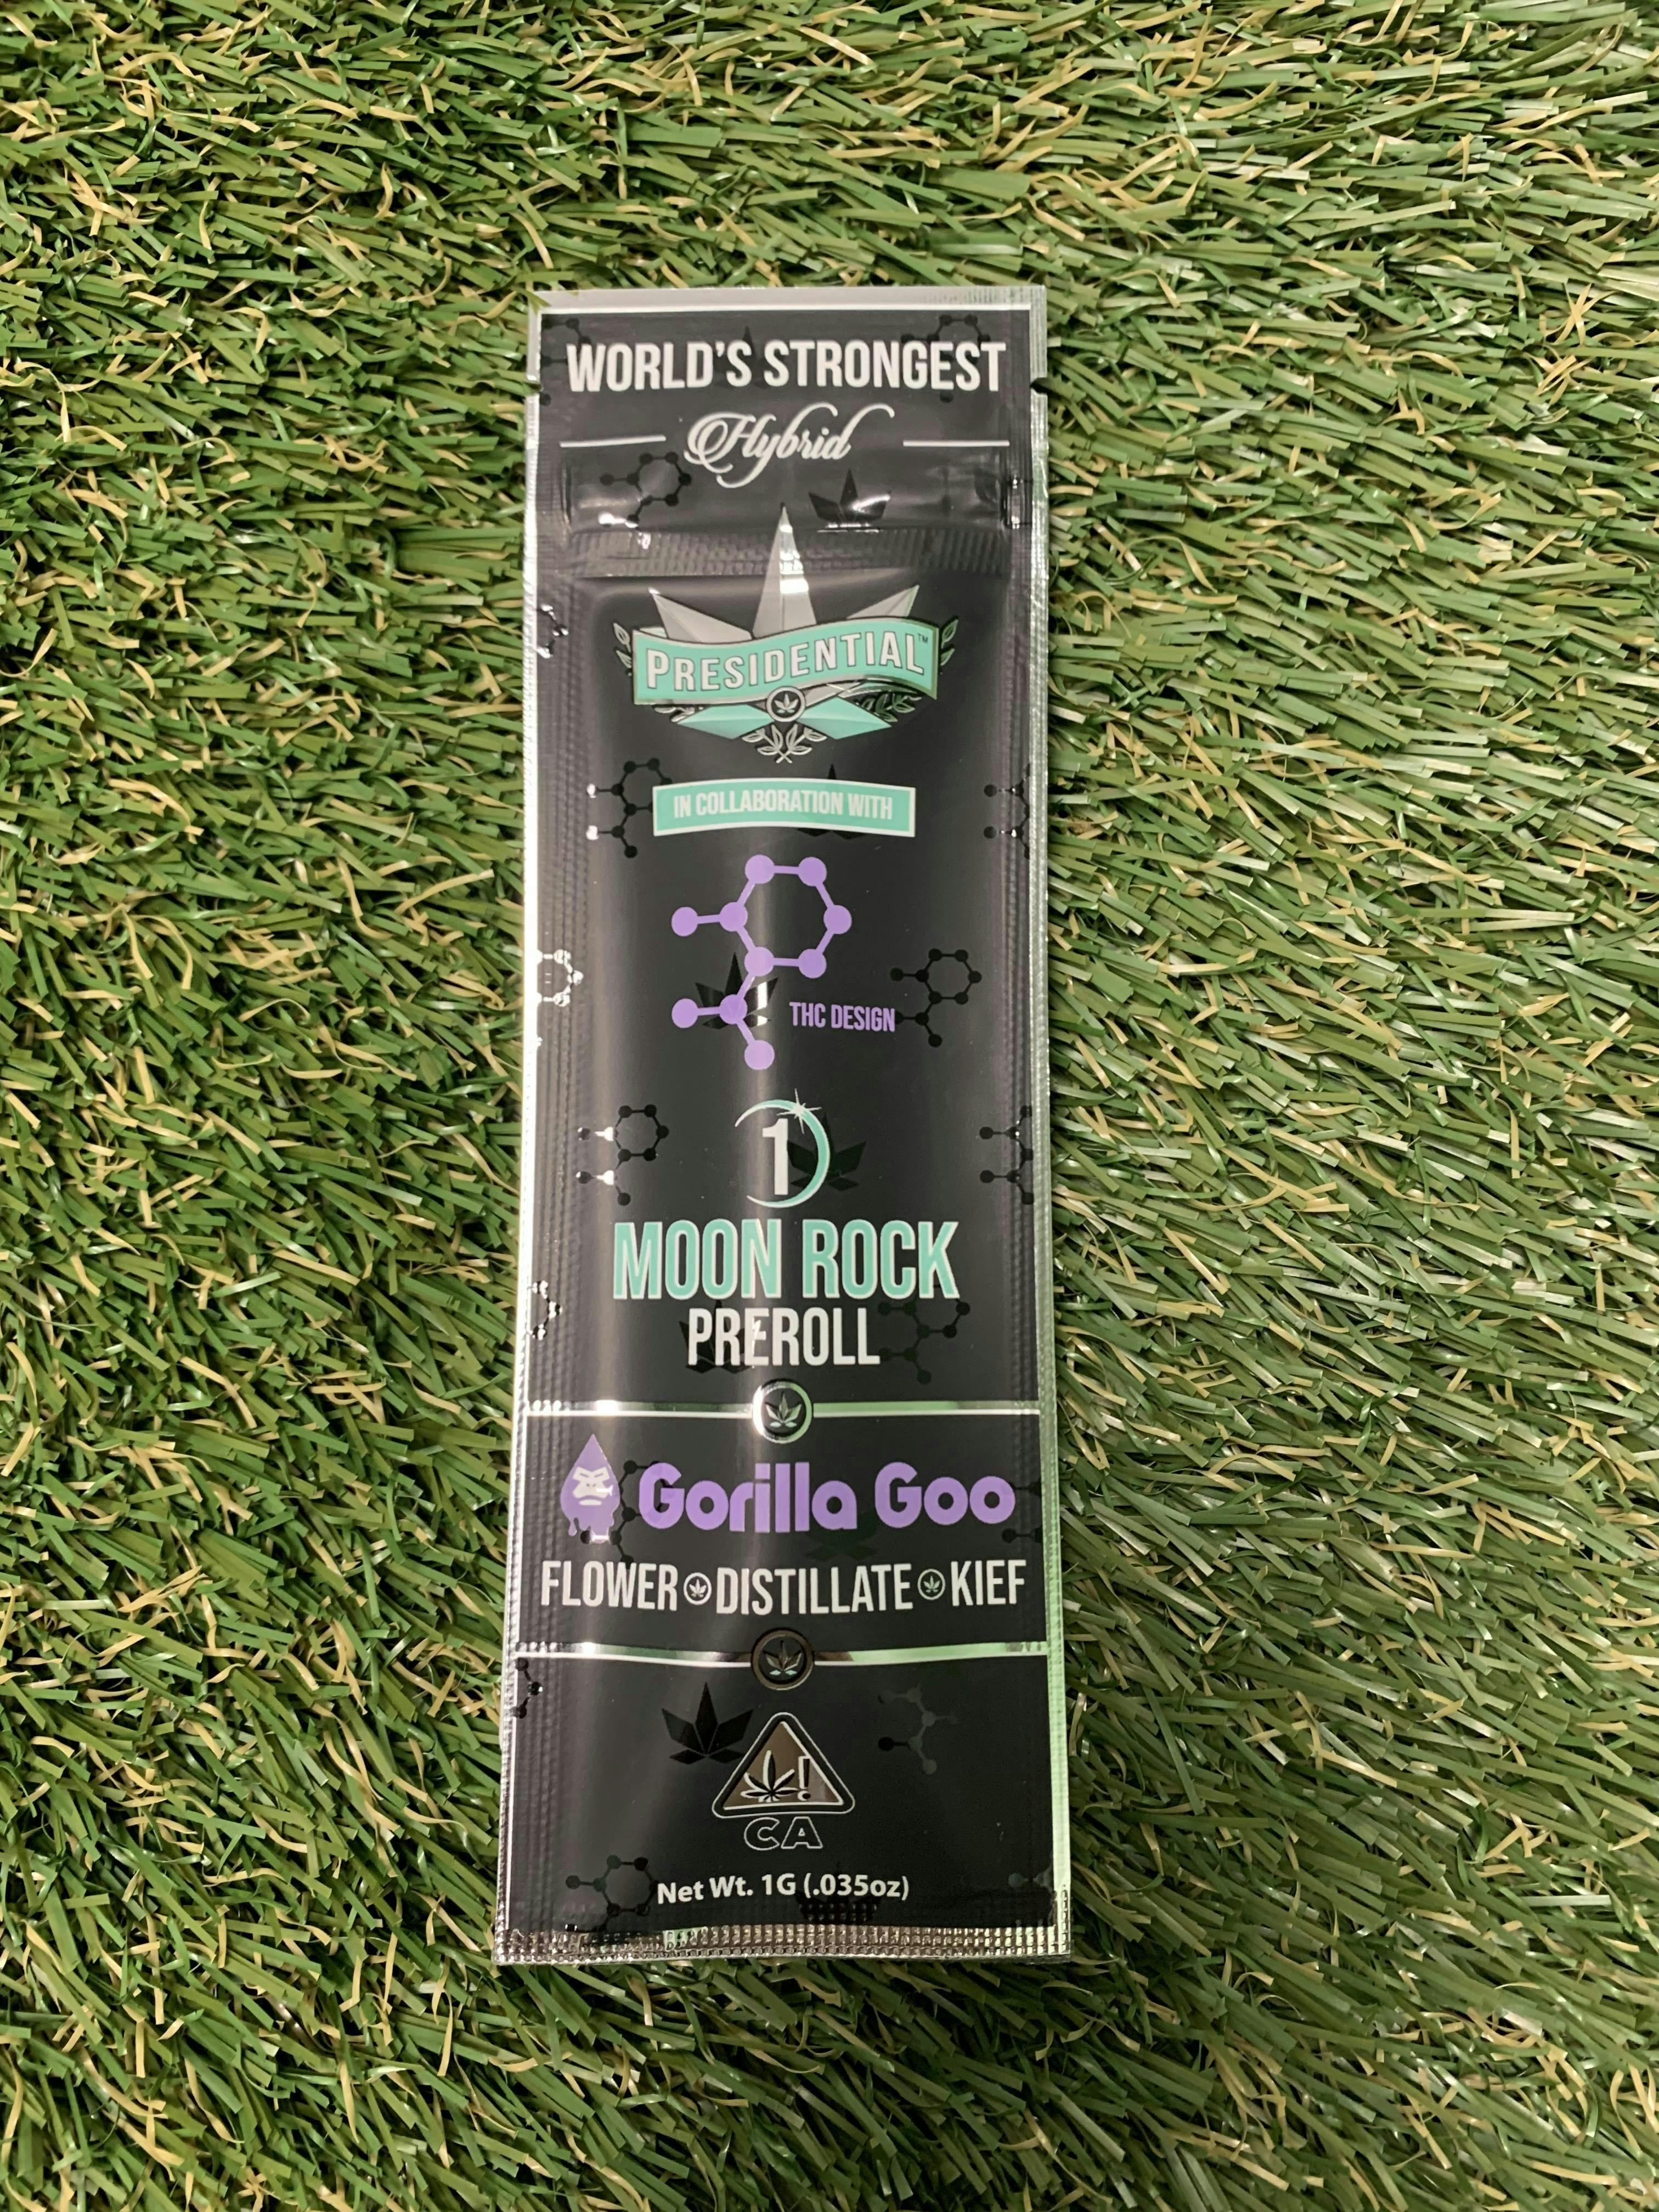 WORLD'S STRONGEST
Hybrid
PRESIDENTIAL™
IN COLLABORATION WITH
THC DESIGN
1
MOON ROCK
PREROLL
Gorilla Goo
FLOWER DISTILLATE KIEF
!
CA
Net Wt. 1G (.035oz)